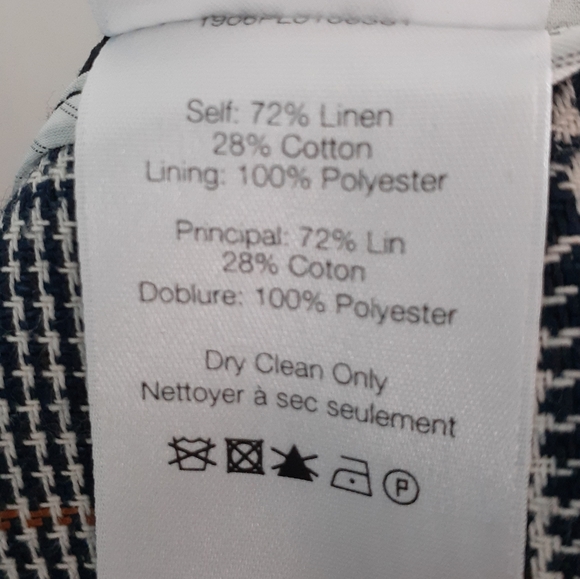 Self: 72% Linen
28% Cotton
Lining: 100% Polyester
Principal: 72% Lin
28% Coton
Doblure: 100% Polyester
Dry Clean Only
Nettoyer à sec seulement
P